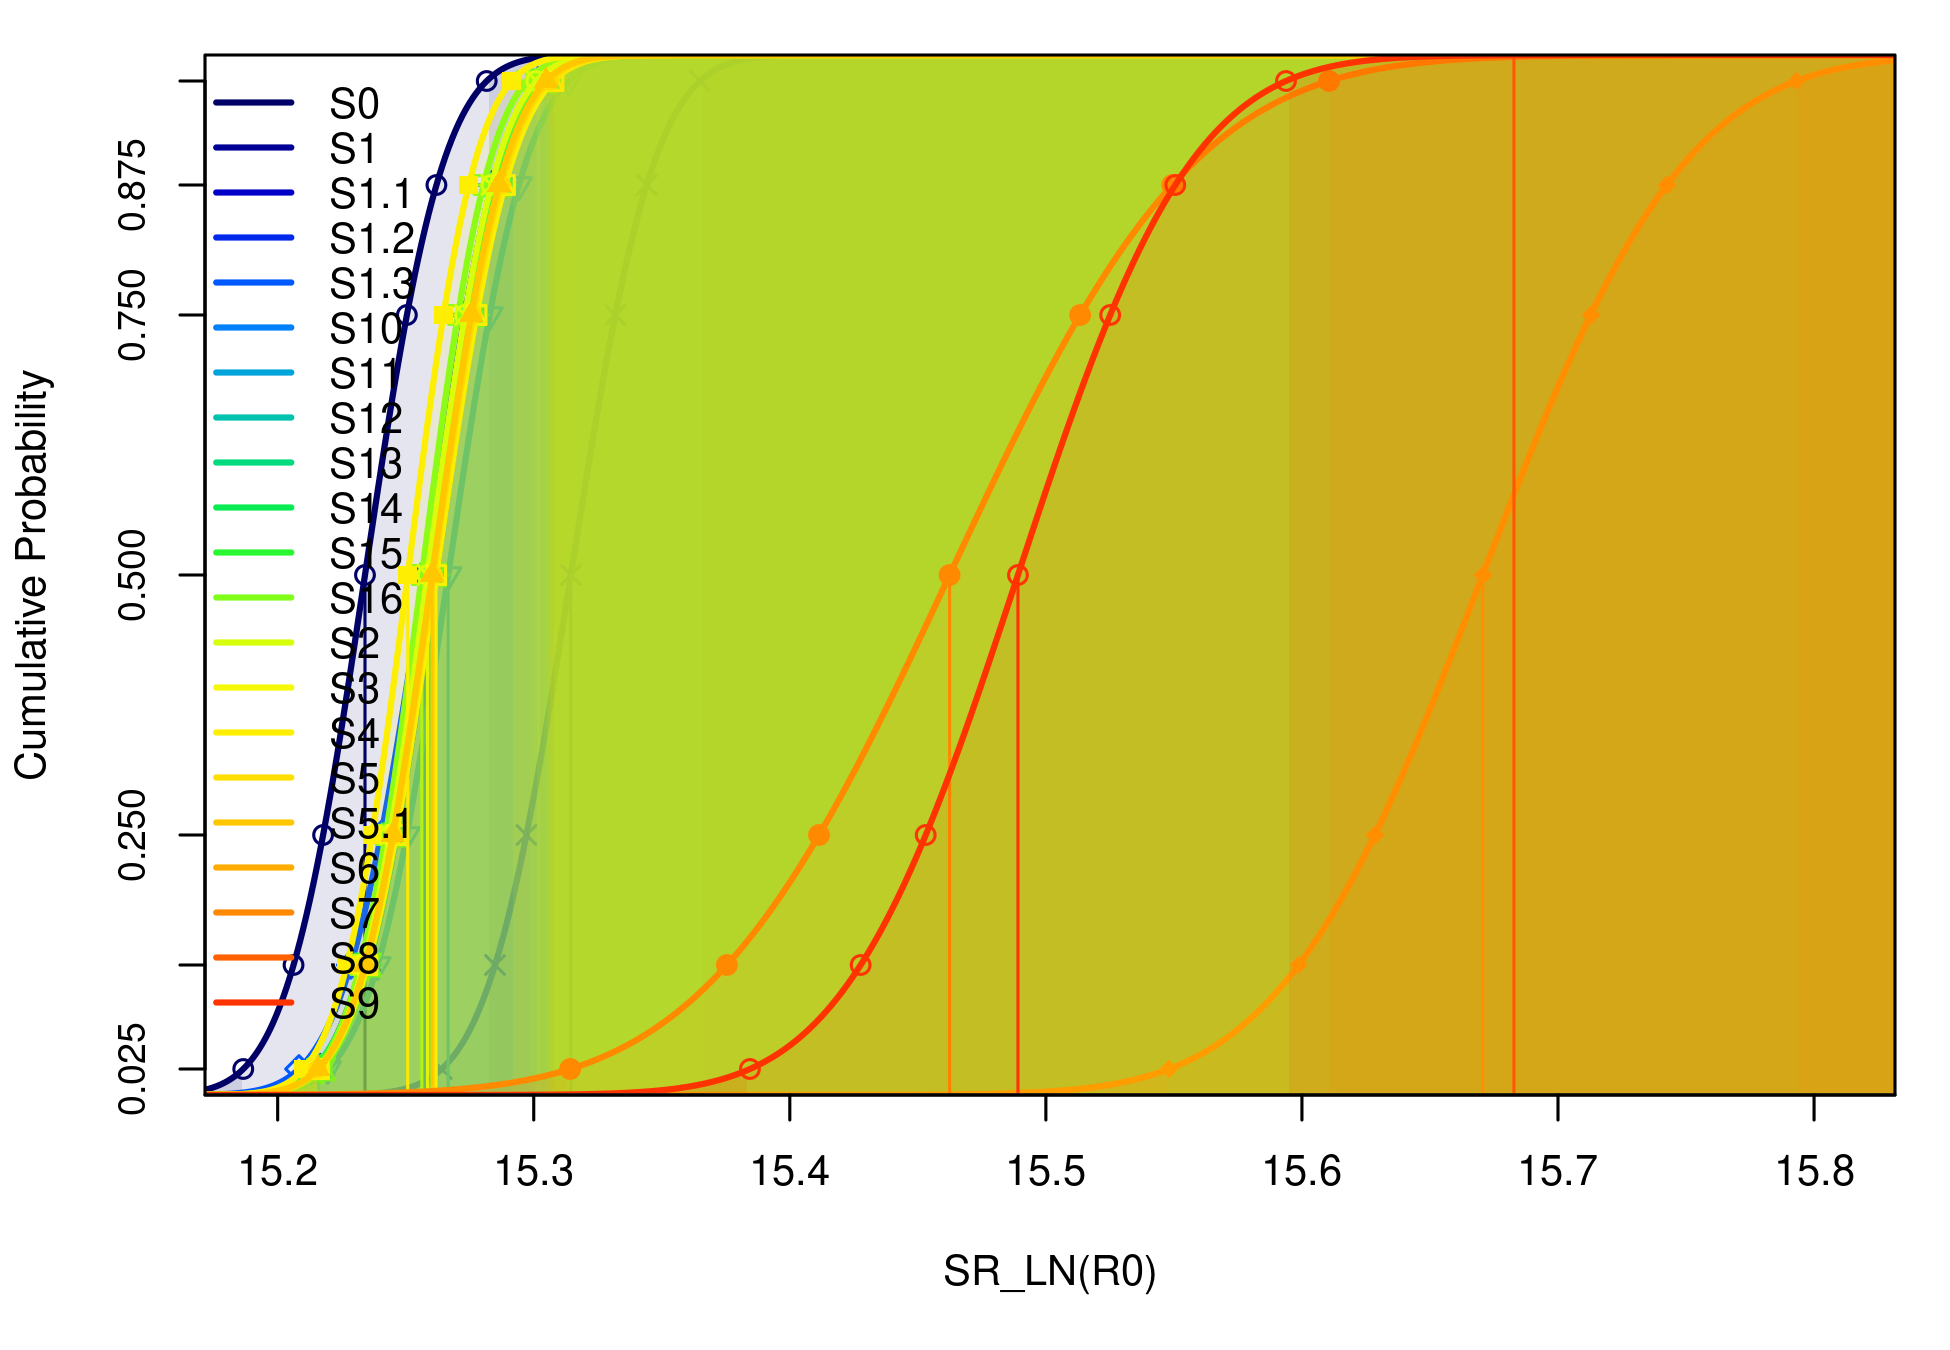 S0
S1
S1.1
S1.2
S1.3
S10
S11
S12
S13
S14
S15
S16
S2
S3
S4
S5
S5.1
S6
S7
S8
S9
Cumulative Probability
0.875
0.750
0.500
0.250
0.025
15.2 15.3 15.4 15.5 15.6 15.7 15.8
SR_LN(R0)